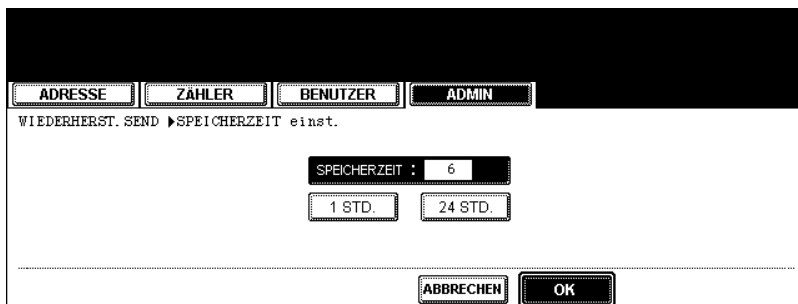 ADRESSE ZÄHLER BENUTZER ADMIN
WIEDERHERST.SEND ▶SPEICHERZEIT einst.
SPEICHERZEIT : 6
1 STD. 24 STD.
ABBRECHEN OK